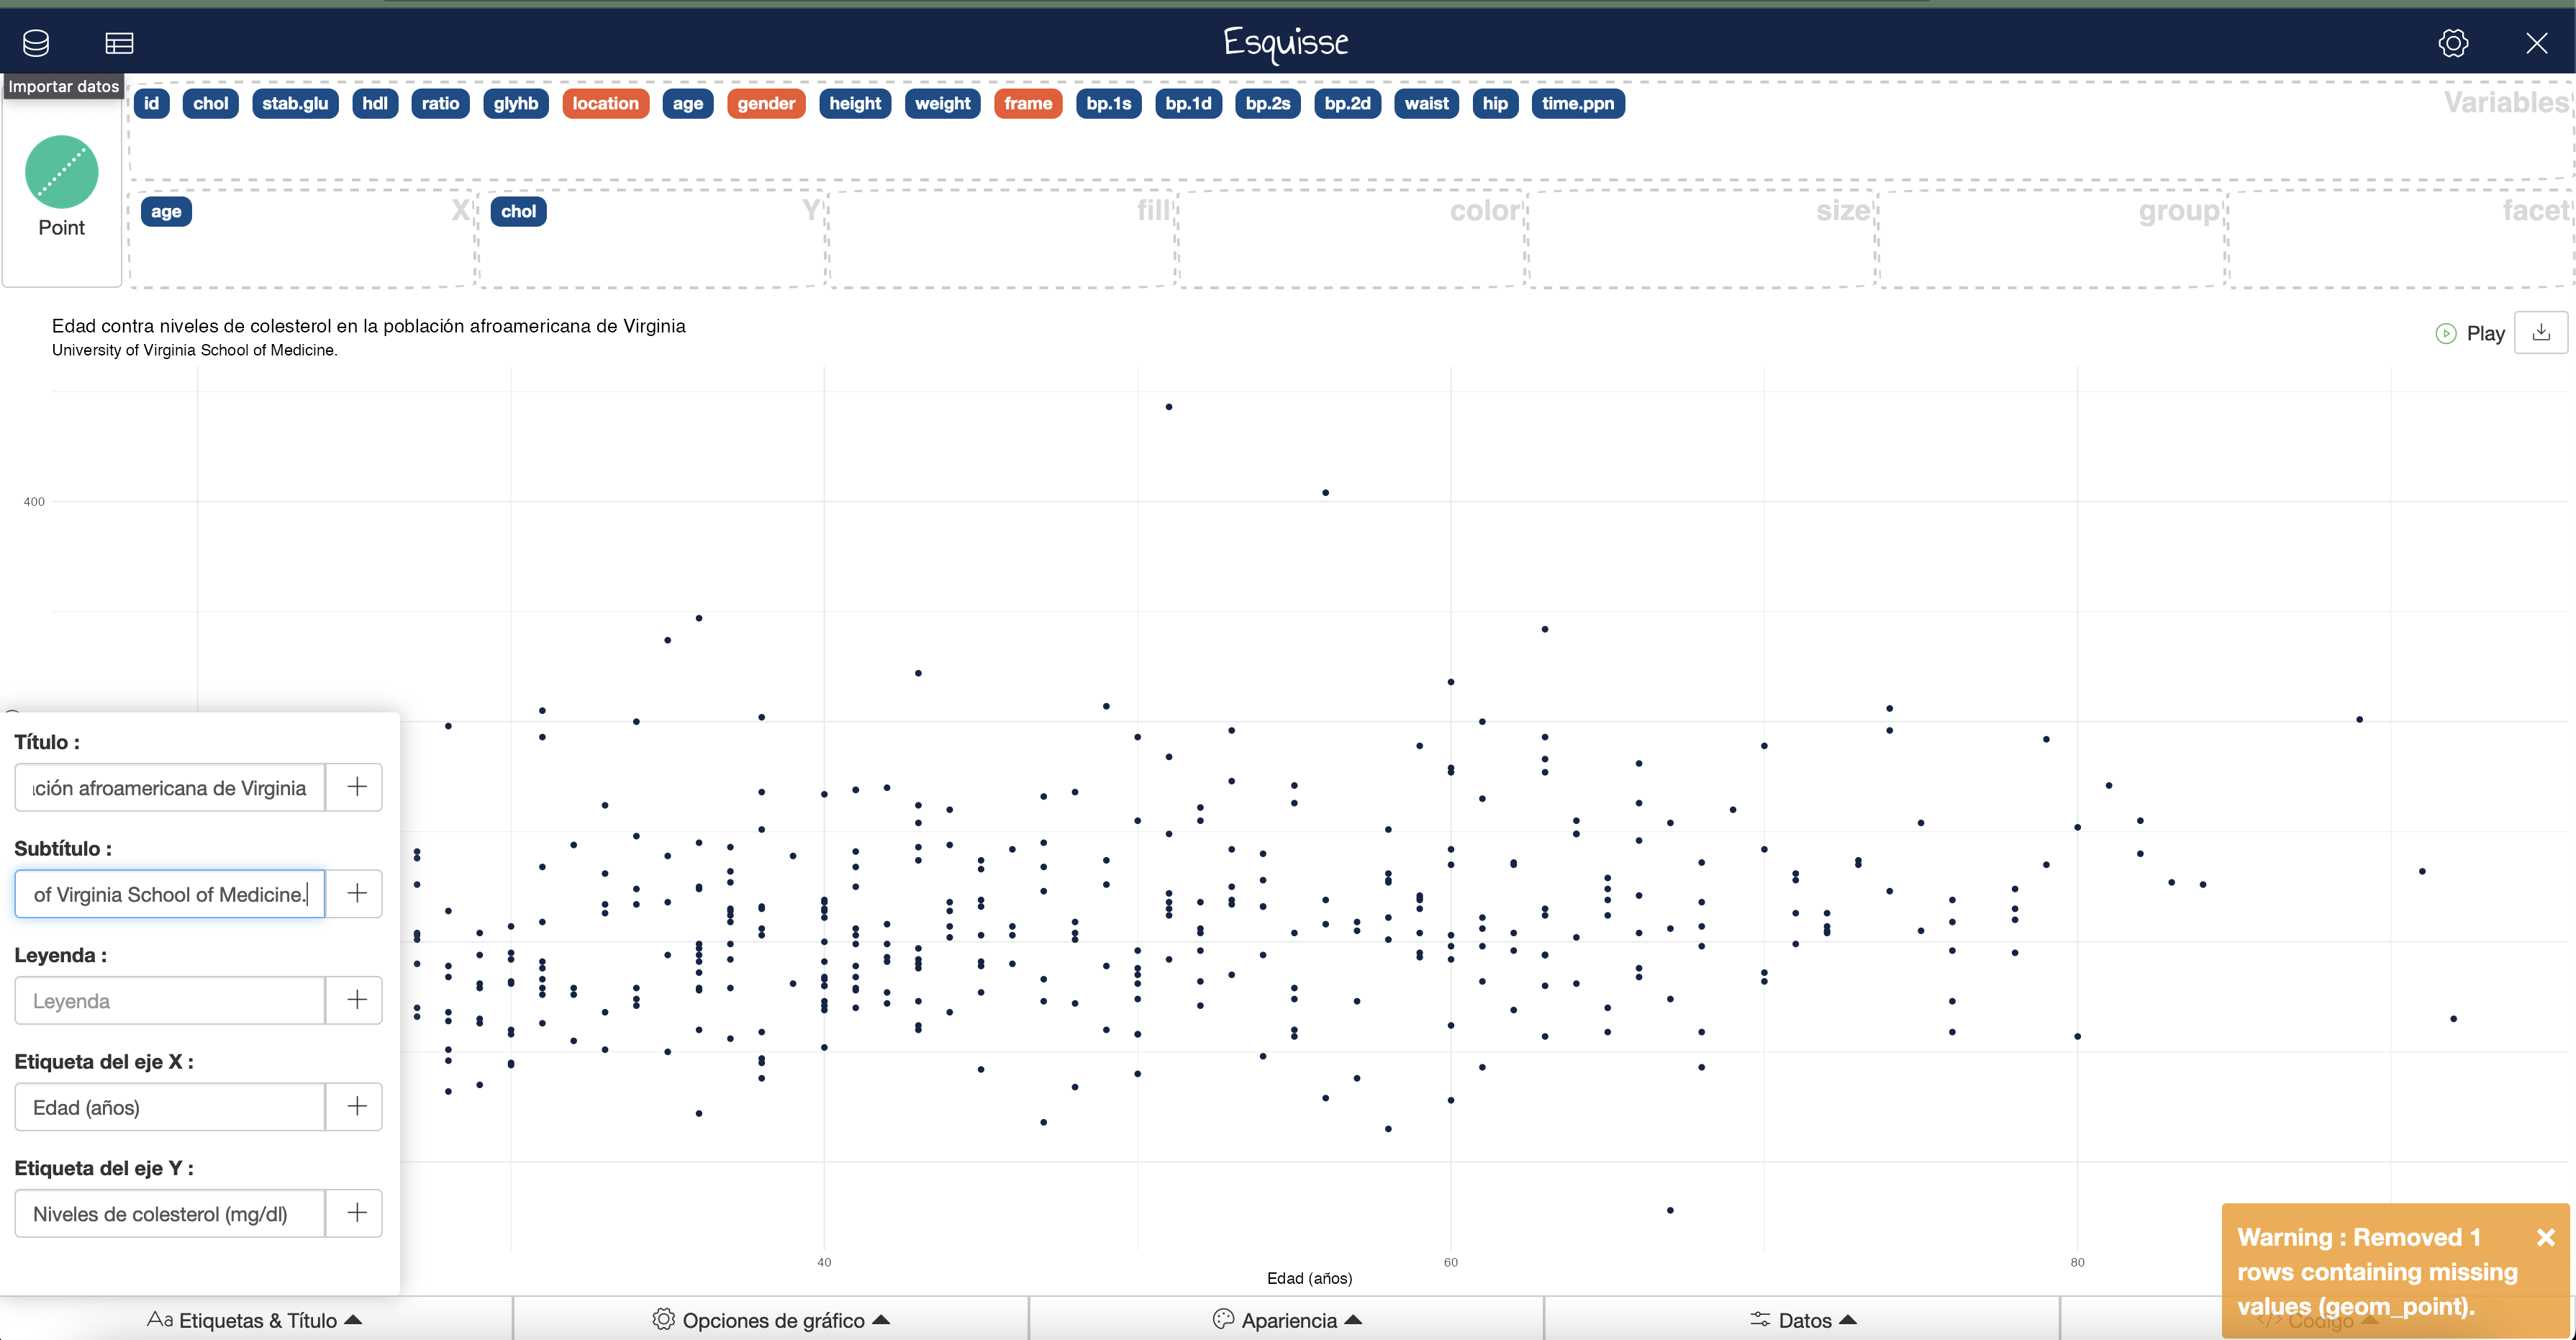 Esquisse
Importar datos
id chol stab.glu hdl ratio glyhb location age gender height weight frame bp.1s bp.1d bp.2s bp.2d waist hip time.ppn Variables
Point
age X chol Y fill color size group facet
Edad contra niveles de colesterol en la población afroamericana de Virginia
University of Virginia School of Medicine.
Play
400
Título :
ación afroamericana de Virginia
Subtítulo :
of Virginia School of Medicine.
Leyenda :
Leyenda
Etiqueta del eje X :
Edad (años)
Etiqueta del eje Y :
Niveles de colesterol (mg/dl)
40 60 80
Edad (años)
Warning : Removed 1
rows containing missing
values (geom_point).
Aa Etiquetas & Título Opciones de gráfico Apariencia Datos </> Código